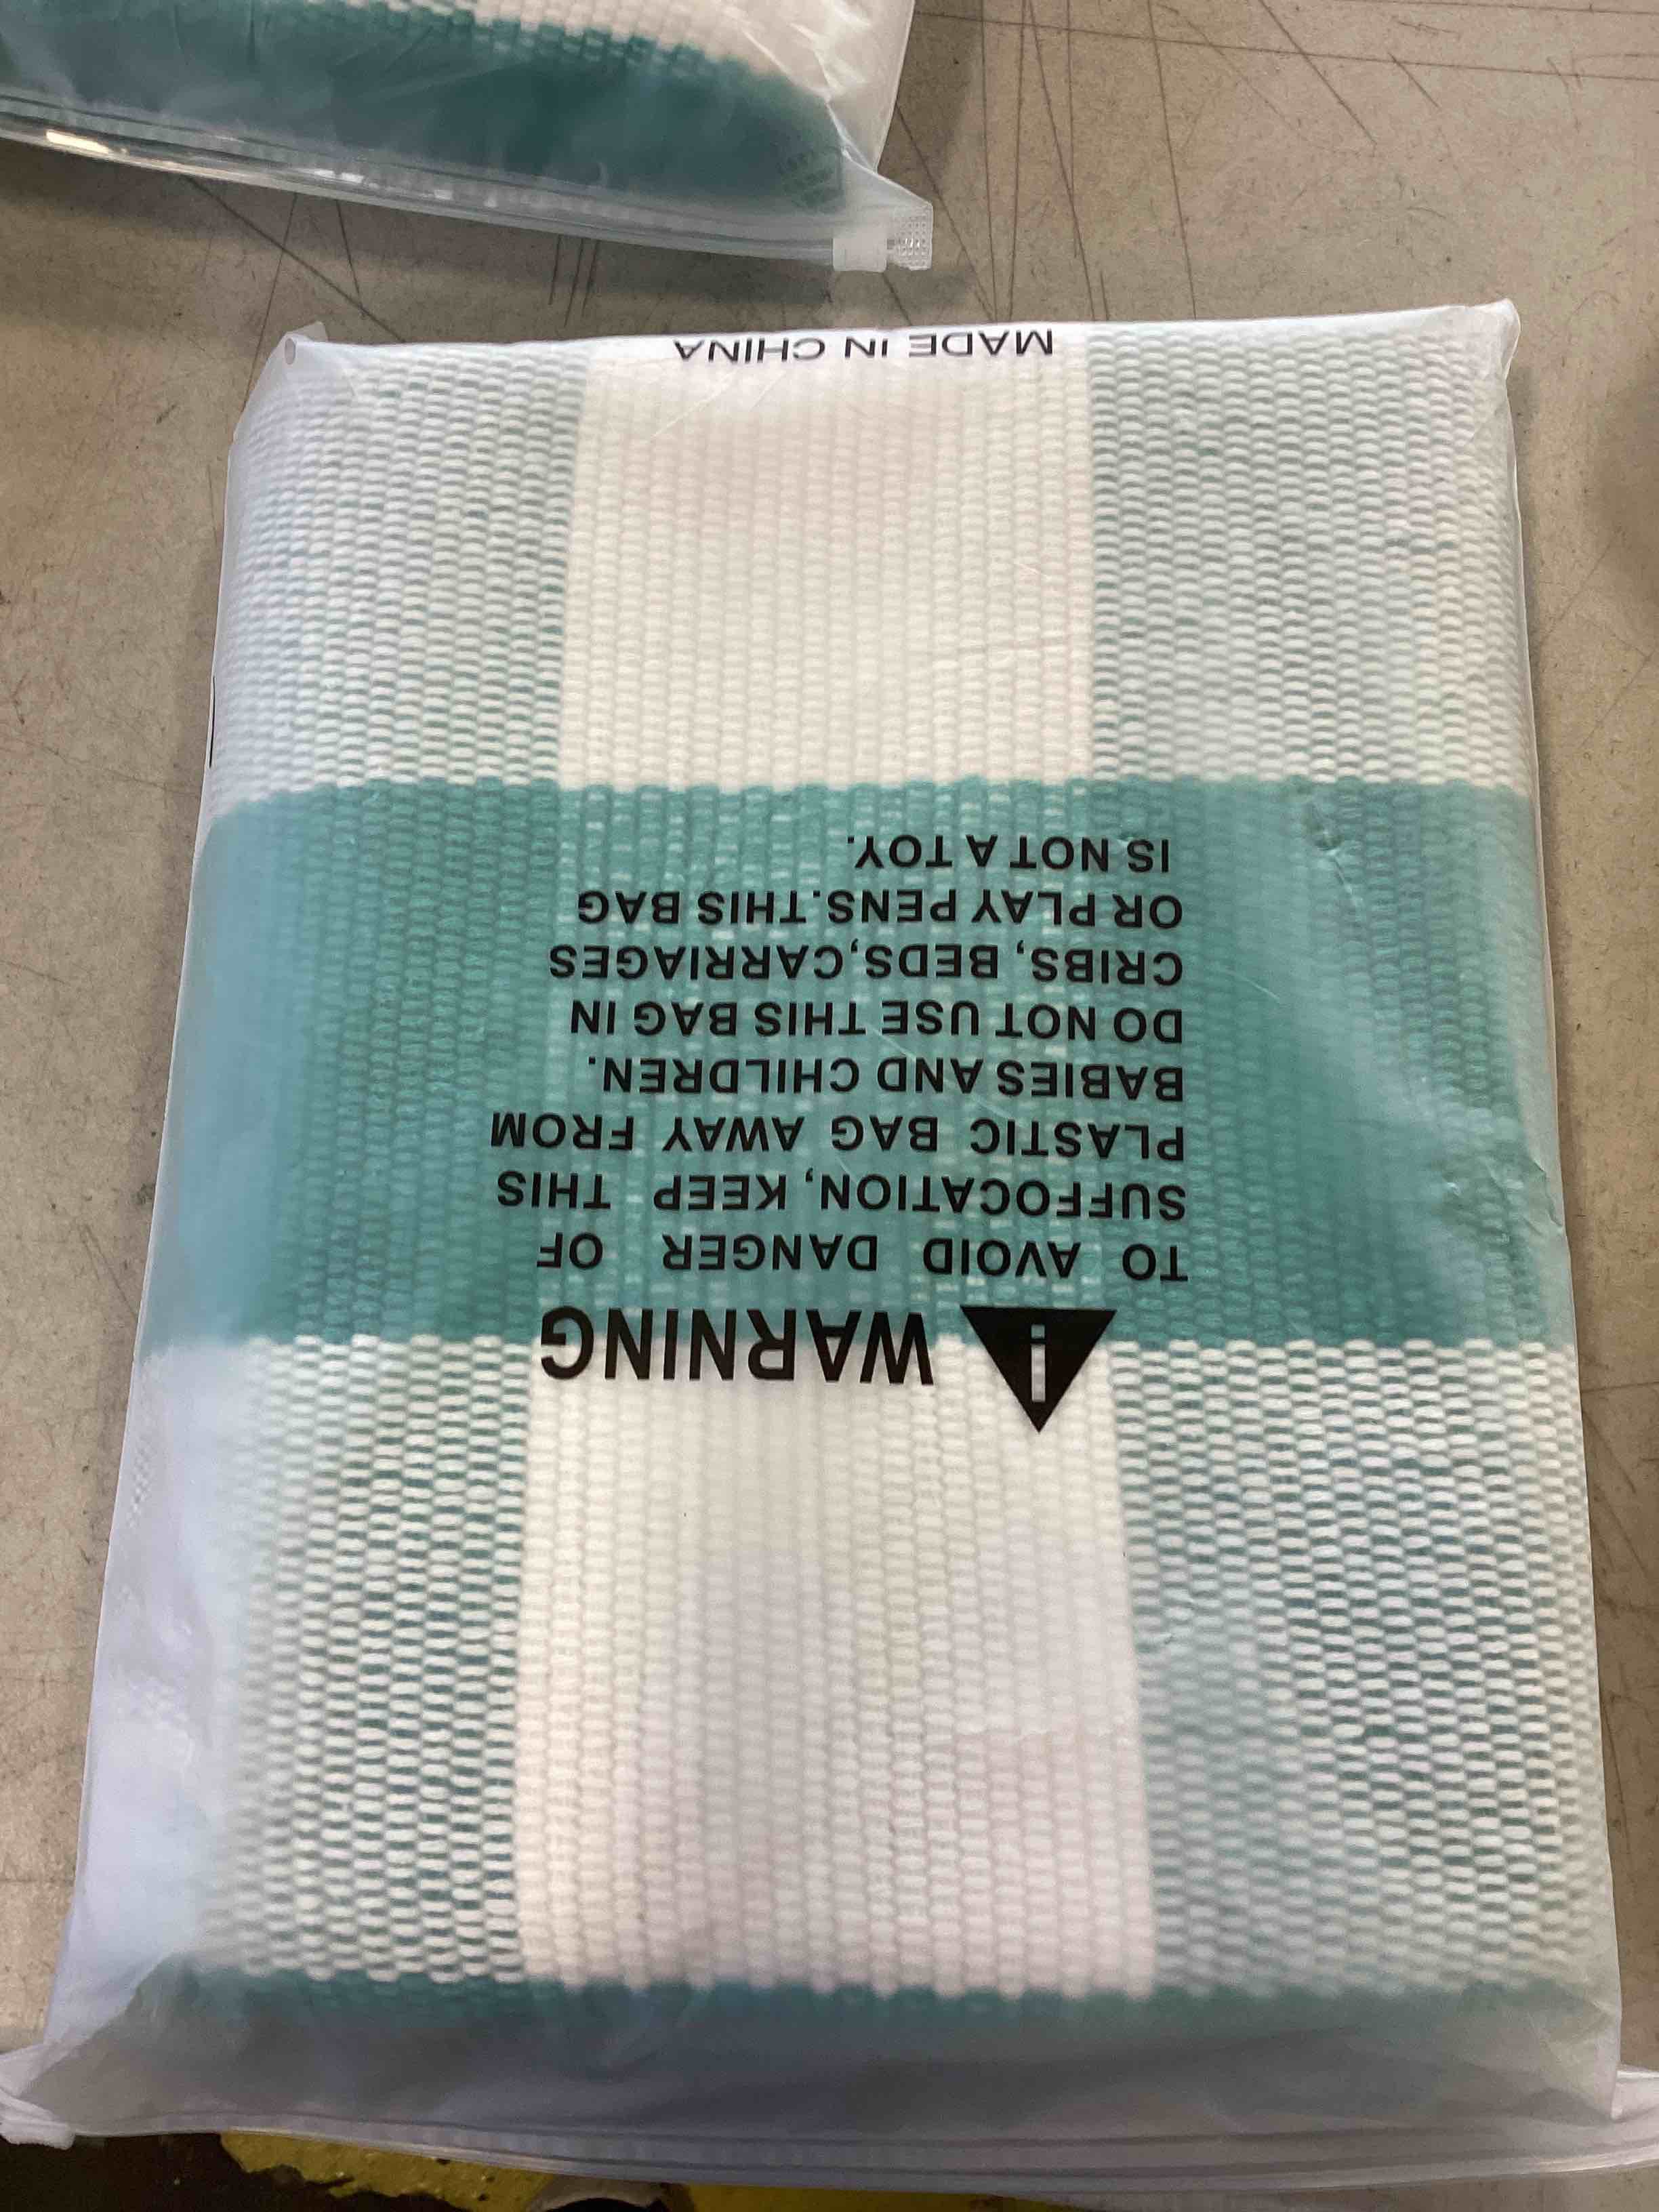 WARNING
TO AVOID DANGER OF
SUFFOCATION, KEEP THIS
PLASTIC BAG AWAY FROM
BABIES AND CHILDREN.
DO NOT USE THIS BAG IN
CRIBS, BEDS,CARRIAGES
OR PLAY PENS.THIS BAG
IS NOT A TOY.
MADE IN CHINA